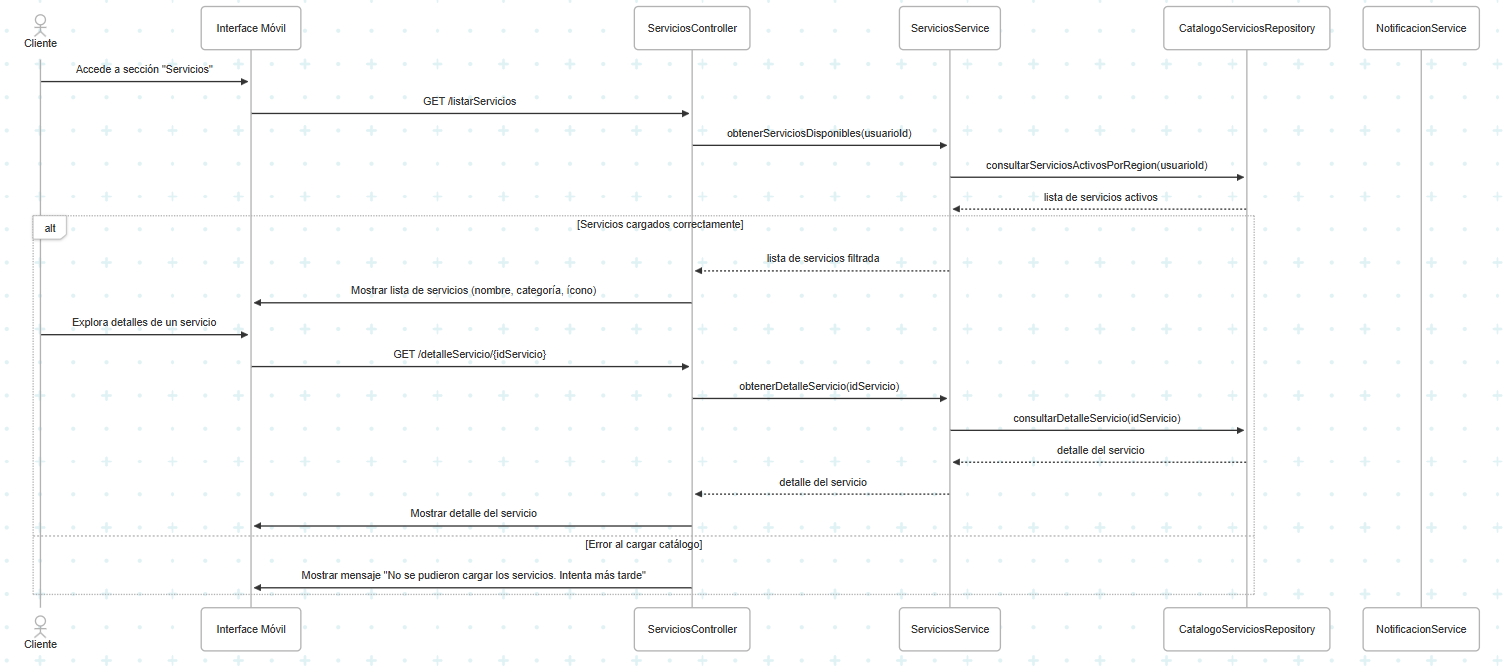 Cliente
Interface Móvil
ServiciosController
ServiciosService
CatalogoServiciosRepository
NotificacionService
Accede a sección "Servicios"
GET /listarServicios
obtenerServiciosDisponibles(usuarioId)
consultarServiciosActivosPorRegion(usuarioId)
lista de servicios activos
alt
[Servicios cargados correctamente]
lista de servicios filtrada
Mostrar lista de servicios (nombre, categoría, ícono)
Explora detalles de un servicio
GET /detalleServicio/{idServicio}
obtenerDetalleServicio(idServicio)
consultarDetalleServicio(idServicio)
detalle del servicio
detalle del servicio
Mostrar detalle del servicio
[Error al cargar catálogo]
Mostrar mensaje "No se pudieron cargar los servicios. Intenta más tarde"
Cliente
Interface Móvil
ServiciosController
ServiciosService
CatalogoServiciosRepository
NotificacionService